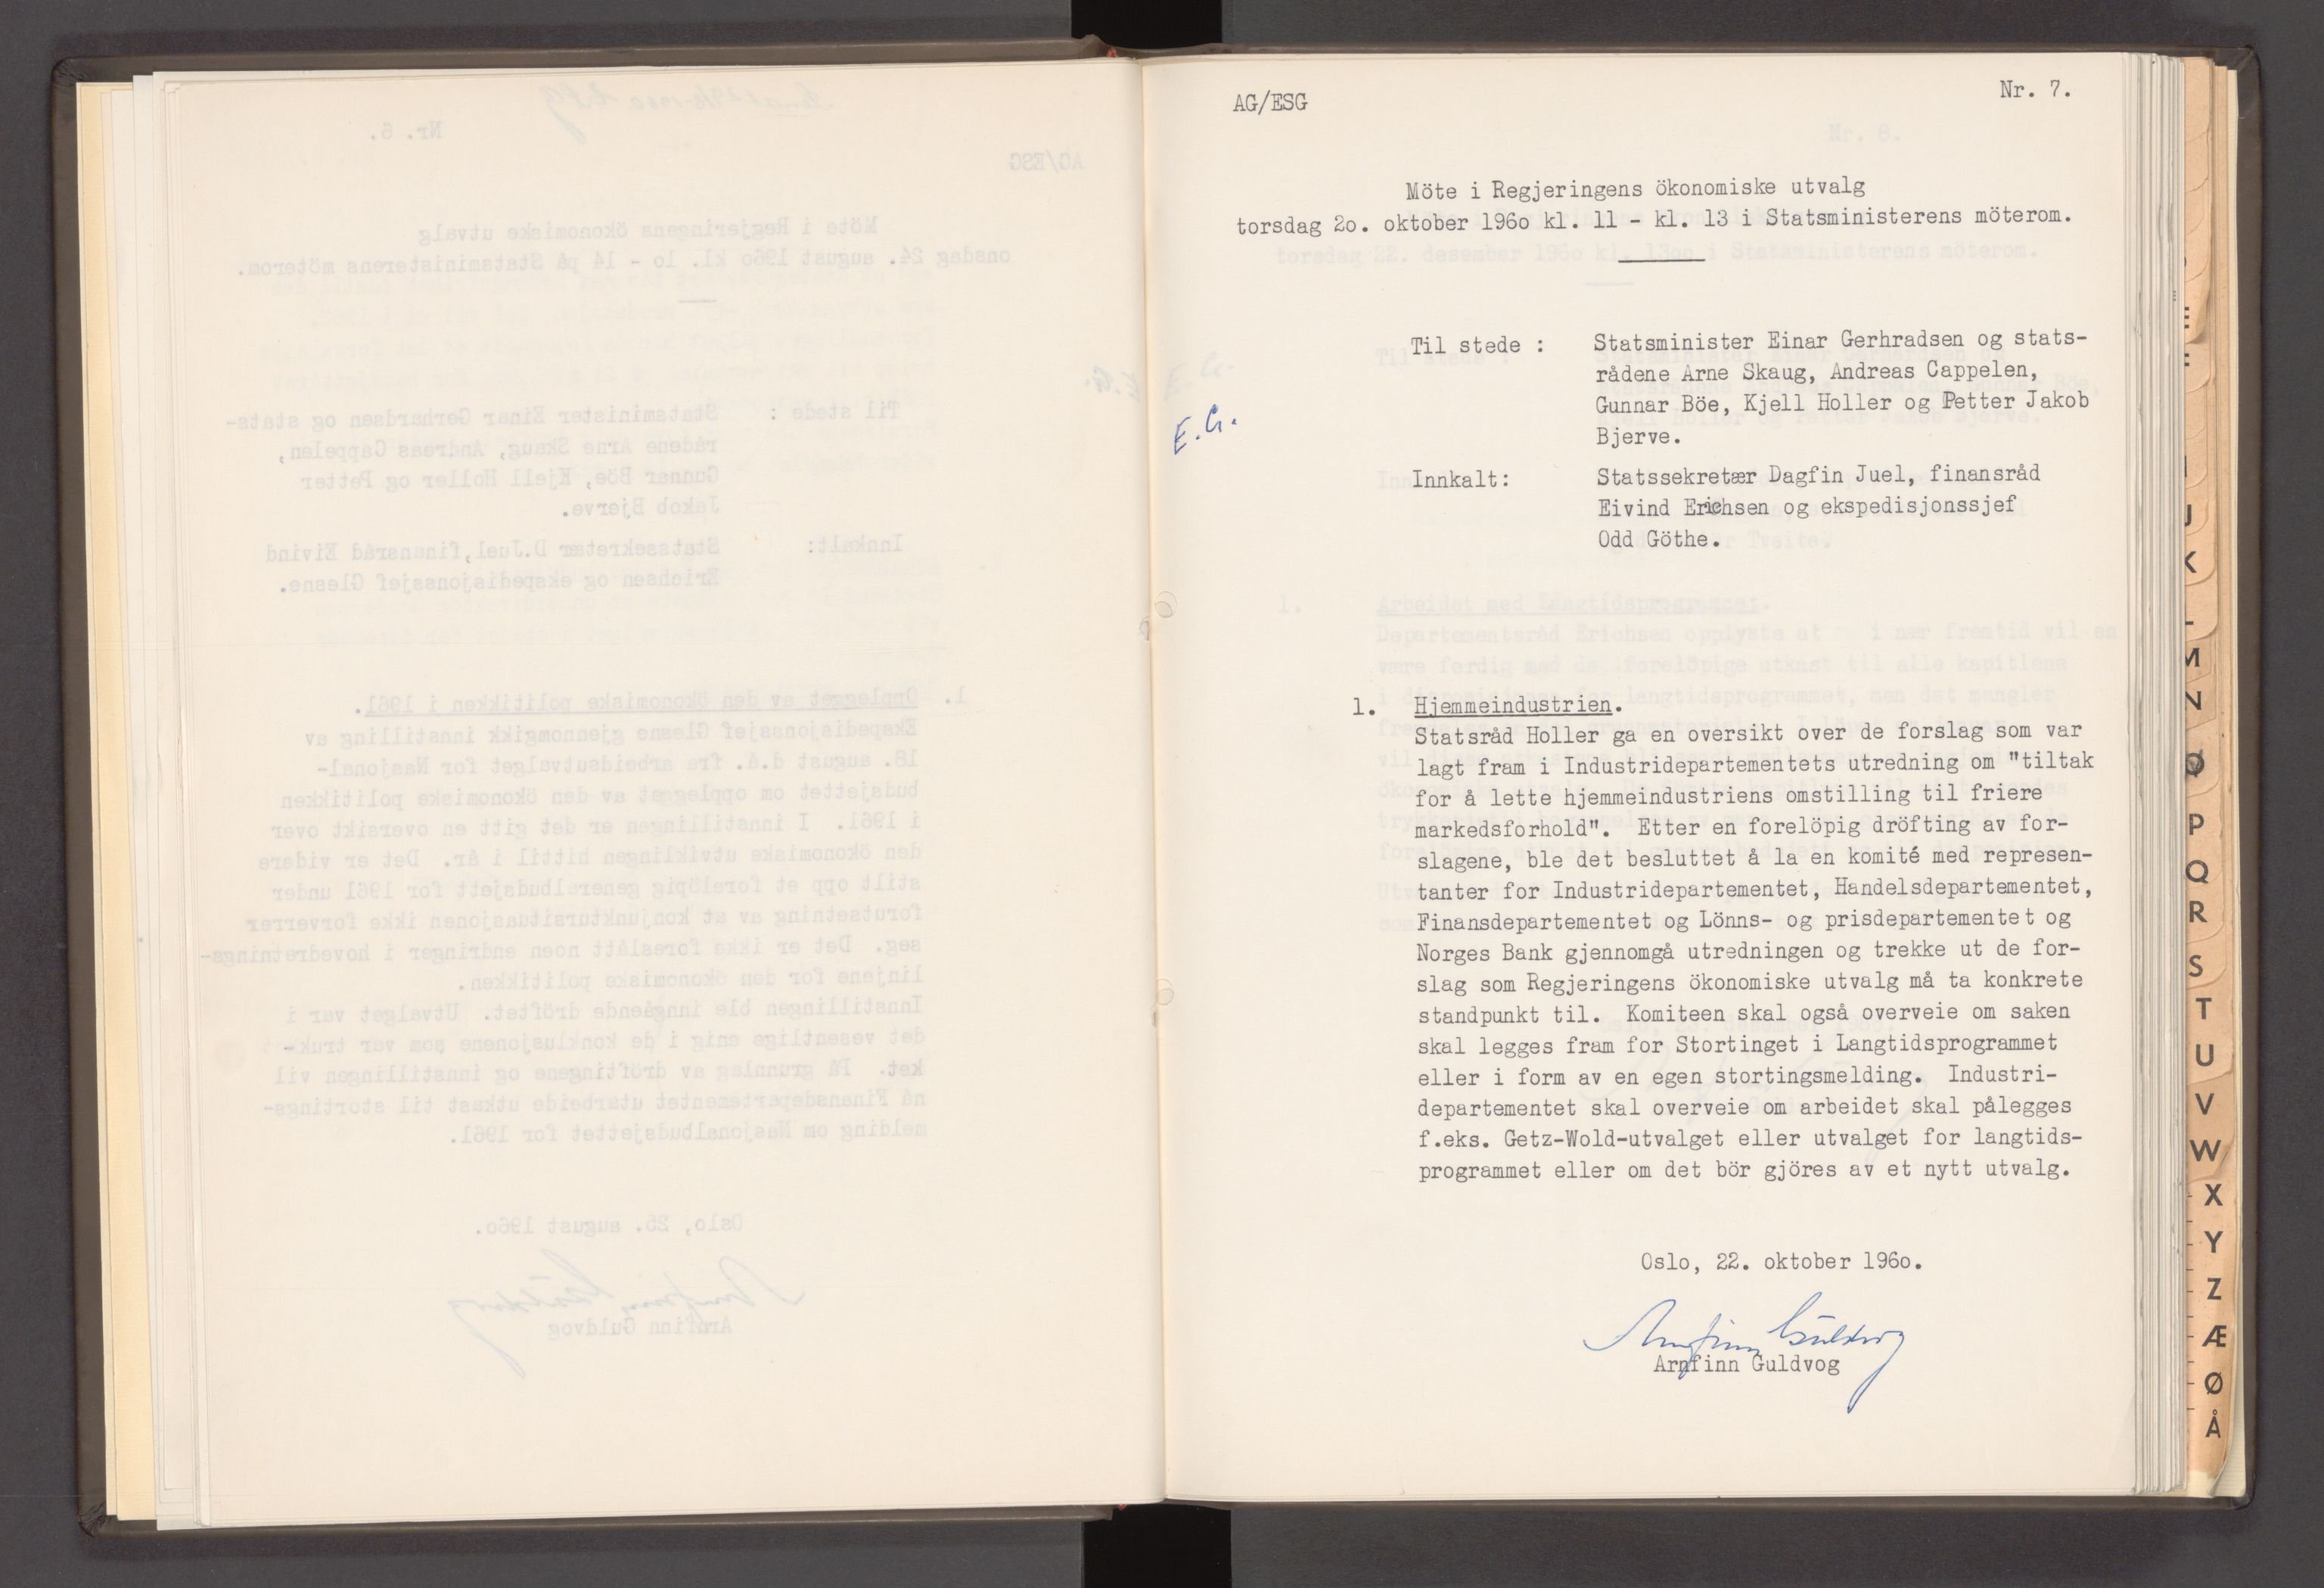 AG/ESG
Nr. 7.
Möte i Regjeringens ökonomiske utvalg
torsdag 2o. oktober 196o kl. 11 - kl. 13 i Statsministerens möterom.
Til stede : Statsminister Einar Gerhradsen og stats-
rådene Arne Skaug, Andreas Cappelen,
Gunnar Böe, Kjell Holler og Petter Jakob
Bjerve.
E.G.
Innkalt: Statssekretær Dagfin Juel, finansråd
Eivind Erichsen og ekspedisjonssjef
Odd Göthe.
1. Hjemmeindustrien.
Statsråd Holler ga en oversikt over de forslag som var
lagt fram i Industridepartementets utredning om "tiltak
for å lette hjemmeindustriens omstilling til friere
markedsforhold". Etter en forelöpig dröfting av for-
slagene, ble det besluttet å la en komité med represen-
tanter for Industridepartementet, Handelsdepartementet,
Finansdepartementet og Lönns- og prisdepartementet og
Norges Bank gjennomgå utredningen og trekke ut de for-
slag som Regjeringens ökonomiske utvalg må ta konkrete
standpunkt til. Komiteen skal også overveie om saken
skal legges fram for Stortinget i Langtidsprogrammet
eller i form av en egen stortingsmelding. Industri-
departementet skal overveie om arbeidet skal pålegges
f.eks. Getz-Wold-utvalget eller utvalget for langtids-
programmet eller om det bör gjöres av et nytt utvalg.
Oslo, 22. oktober 196o.
Arnfinn Guldvog
Arnfinn Guldvog
K
M
N
Ø
P
Q
R
S
T
U
V
W
X
Y
Z
Æ
Ø
Å